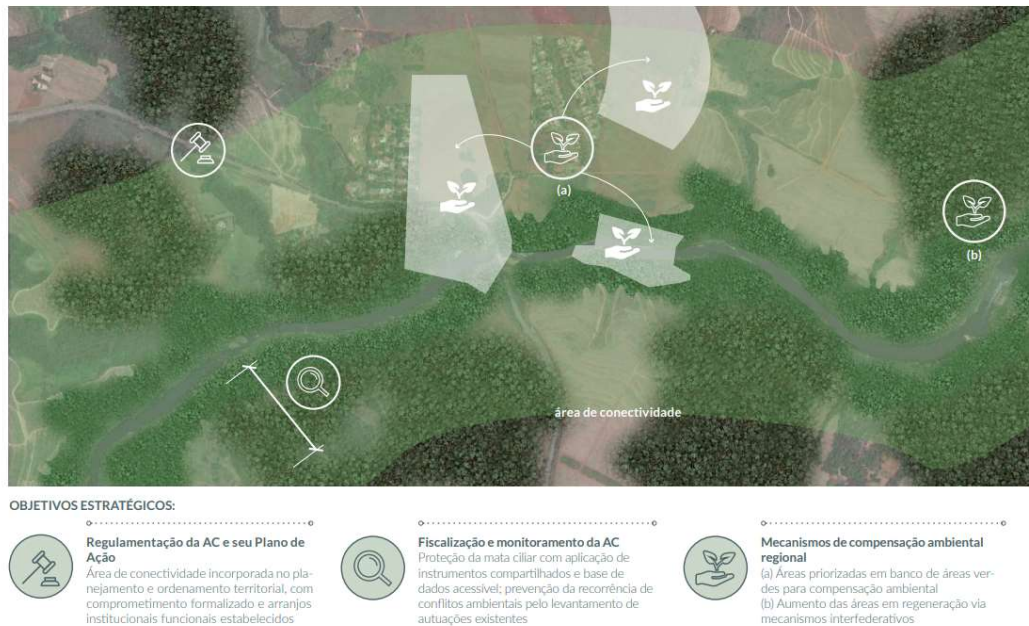 (a)
(b)
área de conectividade
OBJETIVOS ESTRATÉGICOS:
Regulamentação da AC e seu Plano de
Ação
Área de conectividade incorporada no pla-
nejamento e ordenamento territorial, com
comprometimento formalizado e arranjos
institucionais funcionais estabelecidos
Fiscalização e monitoramento da AC
Proteção da mata ciliar com aplicação de
instrumentos compartilhados e base de
dados acessível; prevenção da recorrência de
conflitos ambientais pelo levantamento de
autuações existentes
Mecanismos de compensação ambiental
regional
(a) Áreas priorizadas em banco de áreas ver-
des para compensação ambiental
(b) Aumento das áreas em regeneração via
mecanismos interfederativos